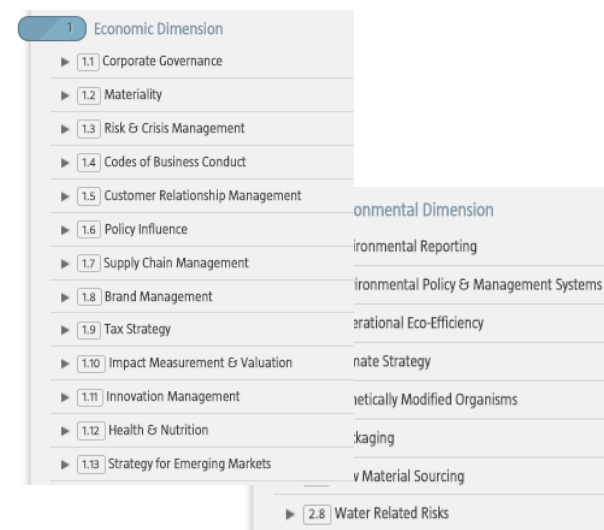 1 Economic Dimension
1.1 Corporate Governance
1.2 Materiality
1.3 Risk & Crisis Management
1.4 Codes of Business Conduct
1.5 Customer Relationship Management
1.6 Policy Influence
1.7 Supply Chain Management
1.8 Brand Management
1.9 Tax Strategy
1.10 Impact Measurement & Valuation
1.11 Innovation Management
1.12 Health & Nutrition
1.13 Strategy for Emerging Markets
onmental Dimension
ironmental Reporting
ironmental Policy & Management Systems
erational Eco-Efficiency
mate Strategy
netically Modified Organisms
kaging
w Material Sourcing
2.8 Water Related Risks